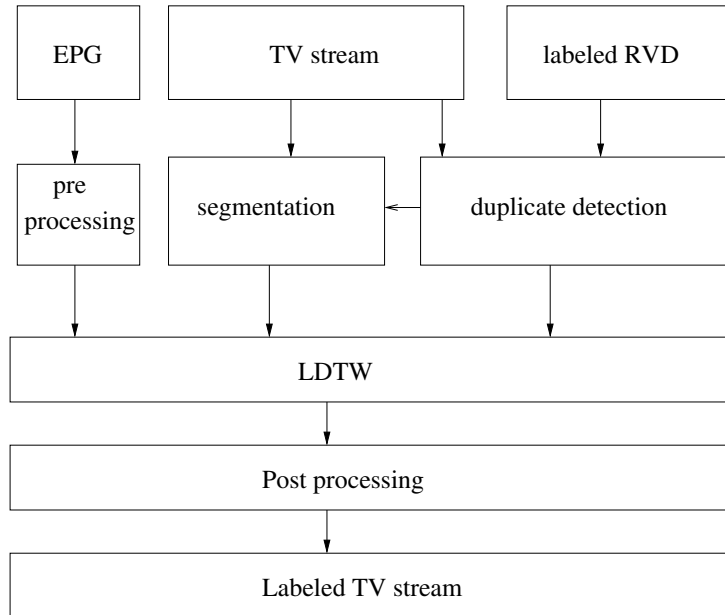 EPG
TV stream
labeled RVD
pre
processing
segmentation
duplicate detection
LDTW
Post processing
Labeled TV stream